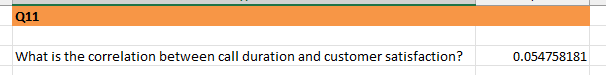 Q11
What is the correlation between call duration and customer satisfaction? 0.054758181